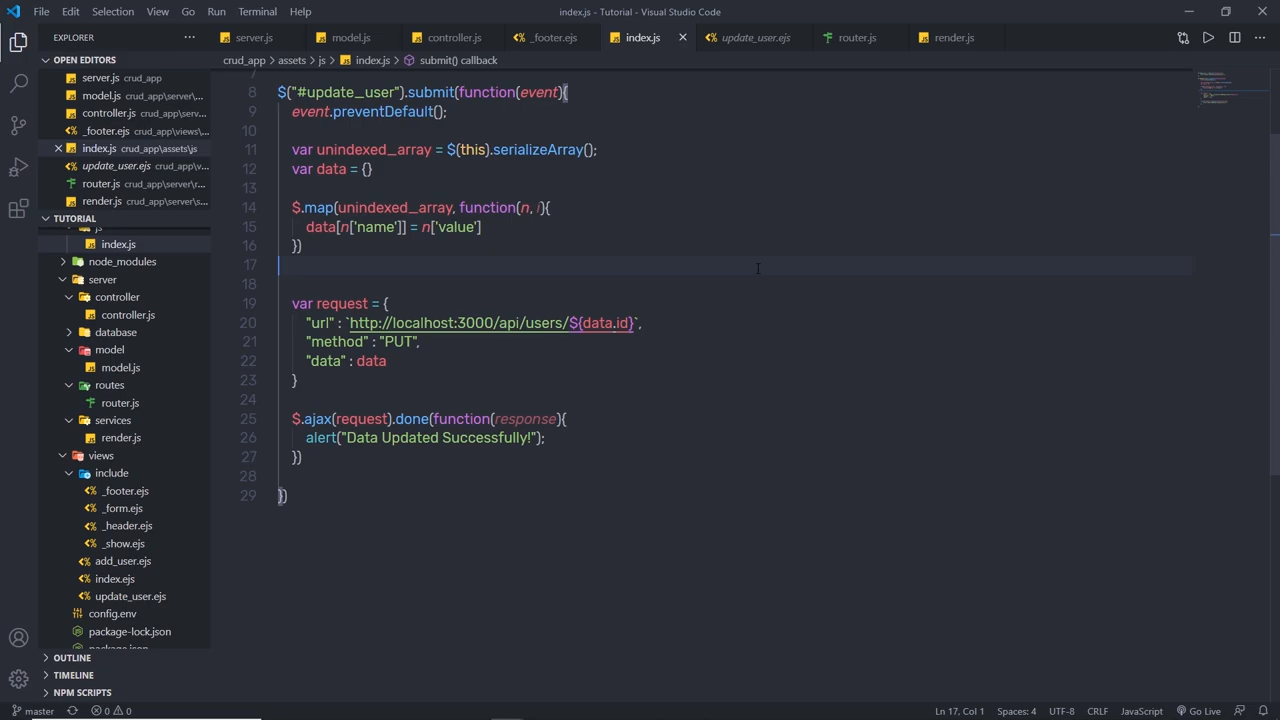 File Edit Selection View Go Run Terminal Help
index.js - Tutorial - Visual Studio Code
EXPLORER
server.js
model.js
controller.js
_footer.ejs
index.js
update_user.ejs
router.js
render.js
OPEN EDITORS
server.js crud_app
model.js crud_app\server\...
controller.js crud_app\server\...
_footer.ejs crud_app\views\...
index.js crud_app\assets\js
update_user.ejs crud_app\v...
router.js crud_app\server\r...
render.js crud_app\server\s...
TUTORIAL
js
index.js
node_modules
server
controller
controller.js
database
model
model.js
routes
router.js
services
render.js
views
include
_footer.ejs
_form.ejs
_header.ejs
_show.ejs
add_user.ejs
index.ejs
update_user.ejs
config.env
package-lock.json
package.json
OUTLINE
TIMELINE
NPM SCRIPTS
crud_app > assets > js > index.js > submit() callback
7
8 $("#update_user").submit(function(event){
9 event.preventDefault();
10
11 var unindexed_array = $(this).serializeArray();
12 var data = {}
13
14 $.map(unindexed_array, function(n, i){
15 data[n['name']] = n['value']
16 })
17
18
19 var request = {
20 "url" : `http://localhost:3000/api/users/${data.id}`,
21 "method" : "PUT",
22 "data" : data
23 }
24
25 $.ajax(request).done(function(response){
26 alert("Data Updated Successfully!");
27 })
28
29 })
master 0 0
Ln 17, Col 1 Spaces: 4 UTF-8 CRLF JavaScript Go Live